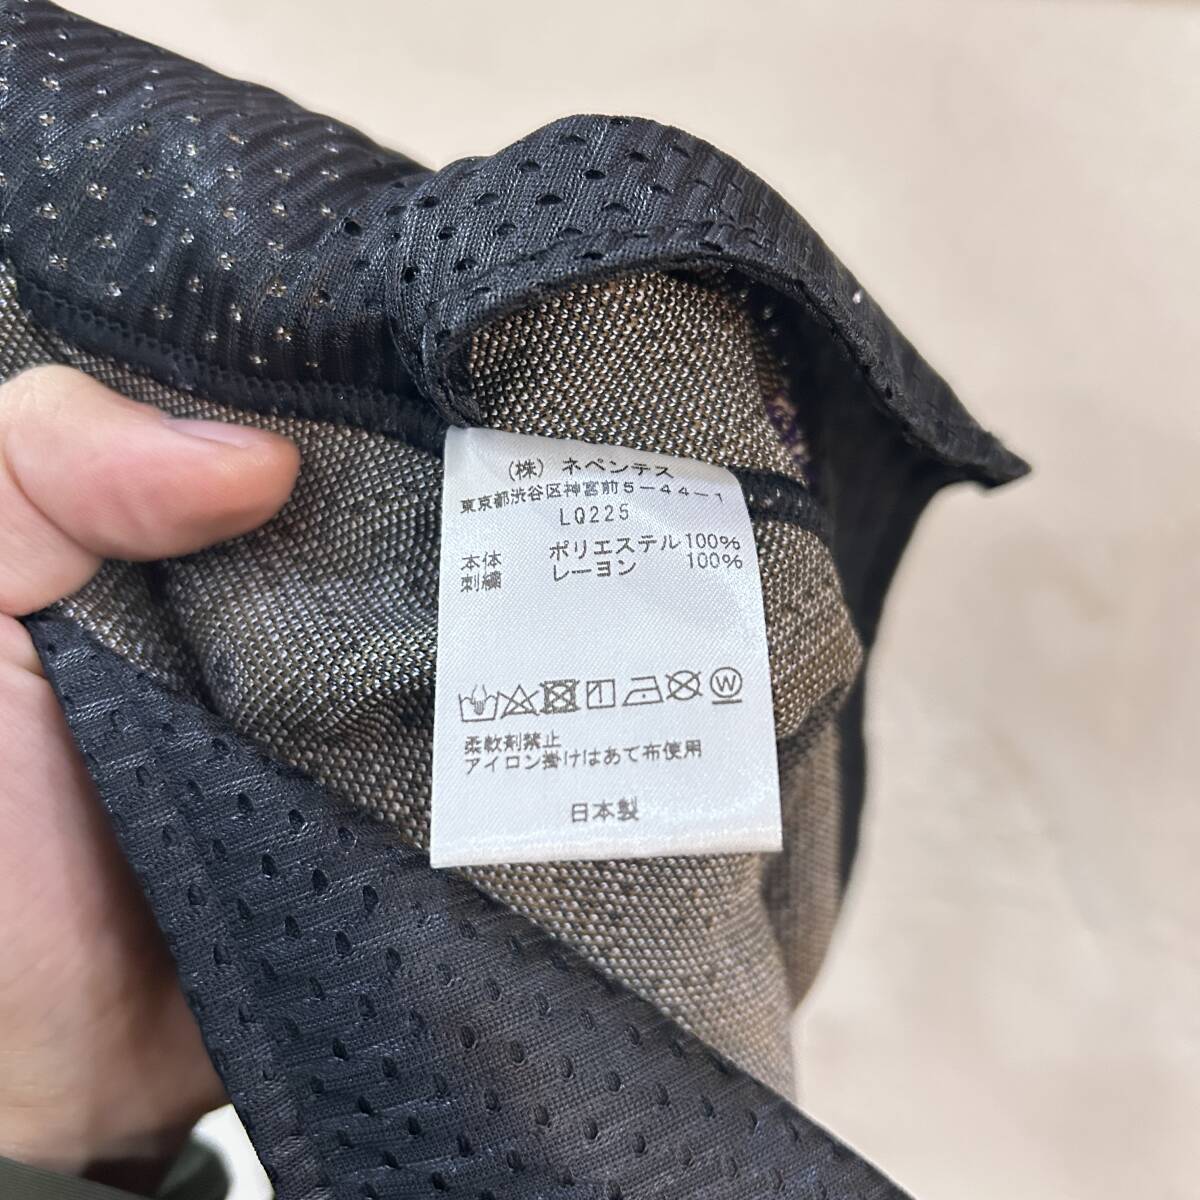 (株) ネペンテス
東京都渋谷区神宮前5-44-1
LQ225
本体 ポリエステル100%
刺繍 レーヨン 100%
W
柔軟剤禁止
アイロン掛けはあて布使用
日本製